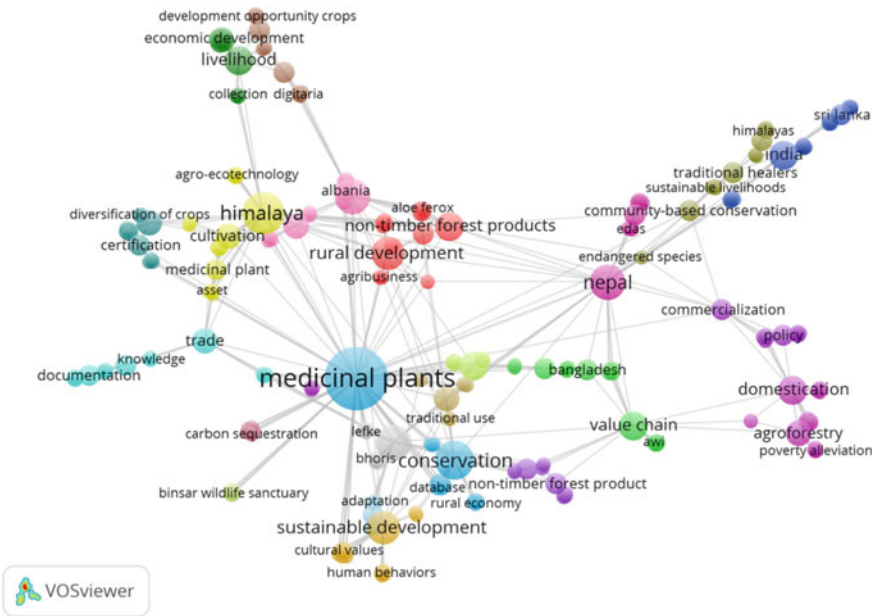 development opportunity crops
economic development
livelihood
collection
digitaria
sri lanka
himalayas
india
agro-ecotechnology
traditional healers
albania
sustainable livelihoods
aloe ferox
diversification of crops
himalaya
community-based conservation
non-timber forest products
edas
cultivation
certification
rural development
endangered species
medicinal plant
agribusiness
nepal
asset
commercialization
policy
trade
knowledge
documentation
medicinal plants
bangladesh
domestication
traditional use
value chain
carbon sequestration
lefke
agroforestry
awi
poverty alleviation
bhoris
conservation
non-timber forest product
database
binsar wildlife sanctuary
adaptation
rural economy
sustainable development
cultural values
human behaviors
VOSviewer